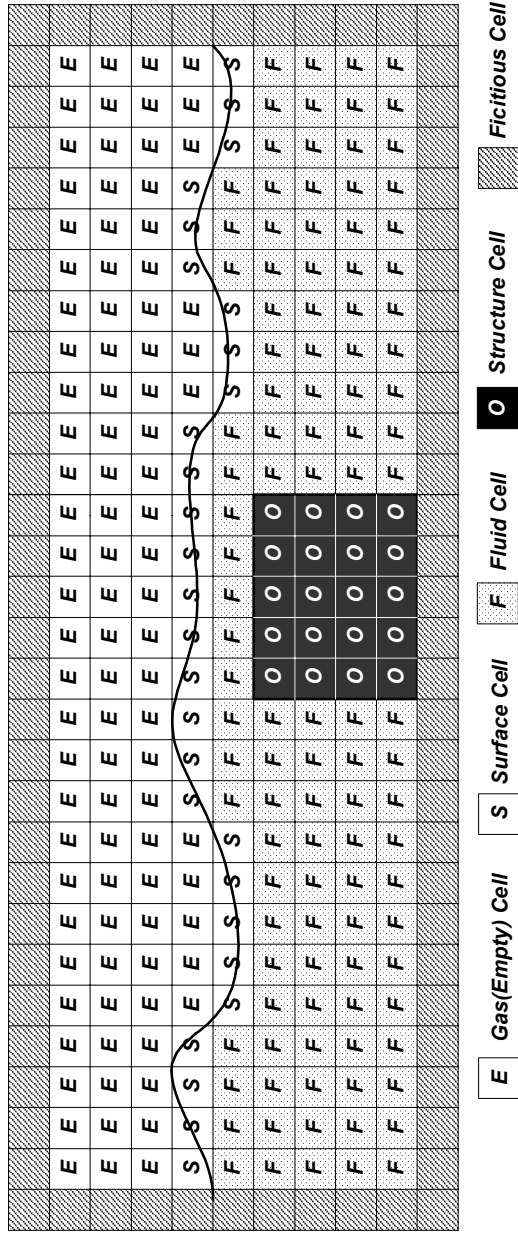 E E E E E E E E E E E E E E E E E E E E E E E E E E E E
E E E E E E E E E E E E E E E E E E E E E E E E E E E E
E E E E E E E E E E E E E E E E E E E E E E E E E E E E
S S S S E E E E E S S S S S S S S S S E E E S S S E E E
F F F F S S S S S F F F F F F F F F F S S S F F F S S S
F F F F F F F F F F F F O O O O O F F F F F F F F F F F
F F F F F F F F F F F F O O O O O F F F F F F F F F F F
F F F F F F F F F F F F O O O O O F F F F F F F F F F F
F F F F F F F F F F F F O O O O O F F F F F F F F F F F
E Gas(Empty) Cell S Surface Cell F Fluid Cell O Structure Cell Ficitious Cell